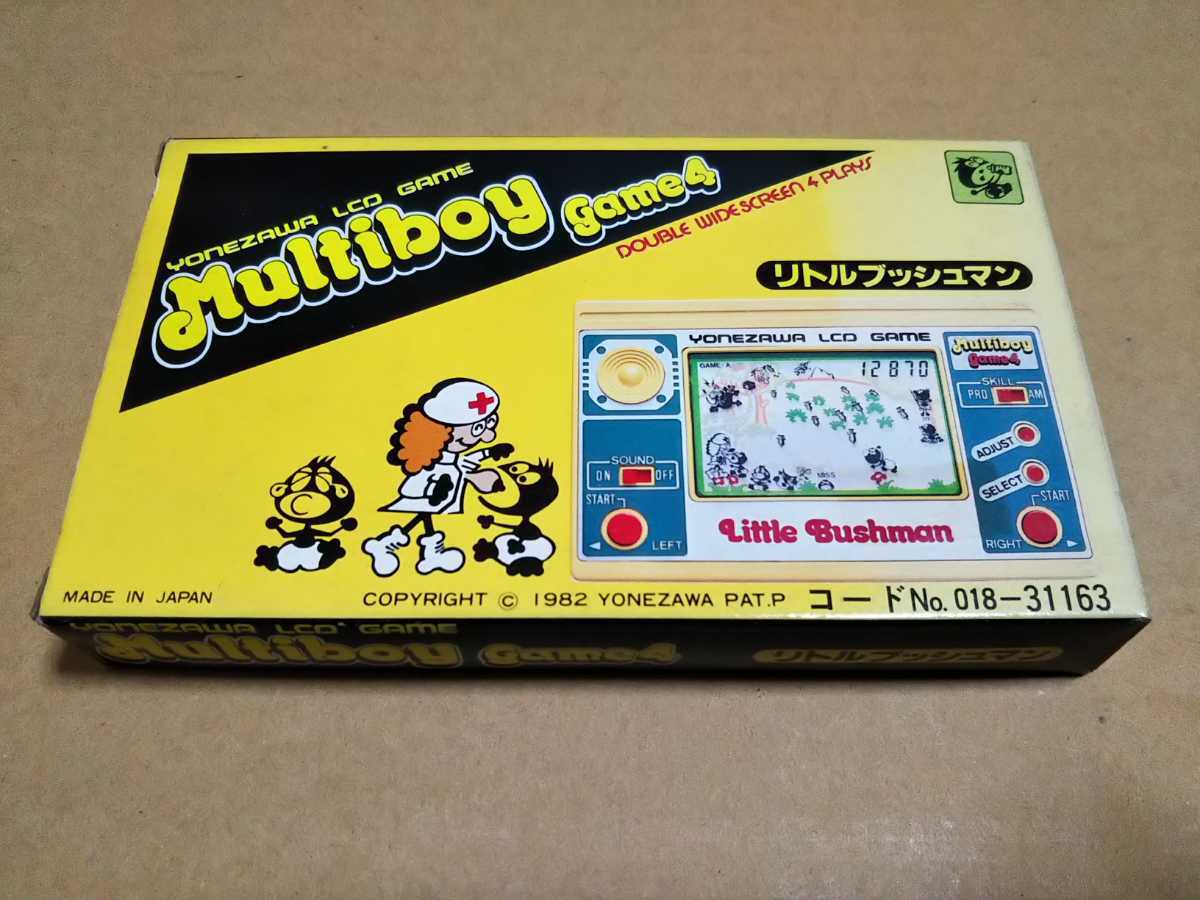 YONEZAWA LCD GAME
Multiboy Game4
DOUBLE WIDESCREEN 4 PLAYS
リトルブッシュマン
YONEZAWA LCD GAME
GAME A
12870
MISS
Multiboy
Game4
SKILL
PRO AM
ADJUST
SELECT
START
RIGHT
SOUND
ON OFF
START
LEFT
Little Bushman
MADE IN JAPAN
COPYRIGHT © 1982 YONEZAWA PAT.P
コードNo. 018-31163
YONEZAWA LCD GAME
Multiboy Game4
リトルブッシュマン